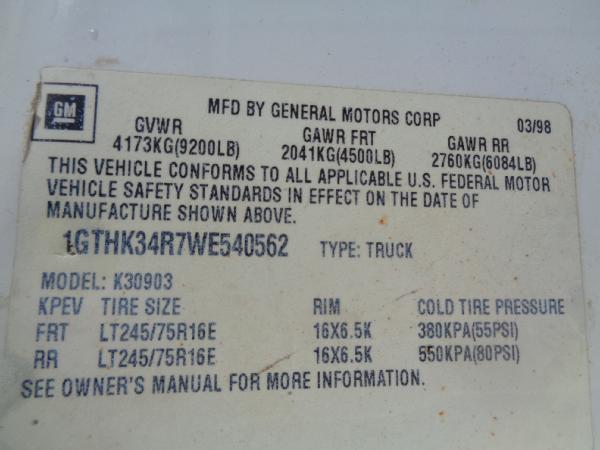 GM
MFD BY GENERAL MOTORS CORP 03/98
GVWR GAWR FRT GAWR RR
4173KG(9200LB) 2041KG(4500LB) 2760KG(6084LB)
THIS VEHICLE CONFORMS TO ALL APPLICABLE U.S. FEDERAL MOTOR
VEHICLE SAFETY STANDARDS IN EFFECT ON THE DATE OF
MANUFACTURE SHOWN ABOVE.
1GTHK34R7WE540562 TYPE: TRUCK
MODEL: K30903
KPEV TIRE SIZE RIM COLD TIRE PRESSURE
FRT LT245/75R16E 16X6.5K 380KPA(55PSI)
RR LT245/75R16E 16X6.5K 550KPA(80PSI)
SEE OWNER'S MANUAL FOR MORE INFORMATION.